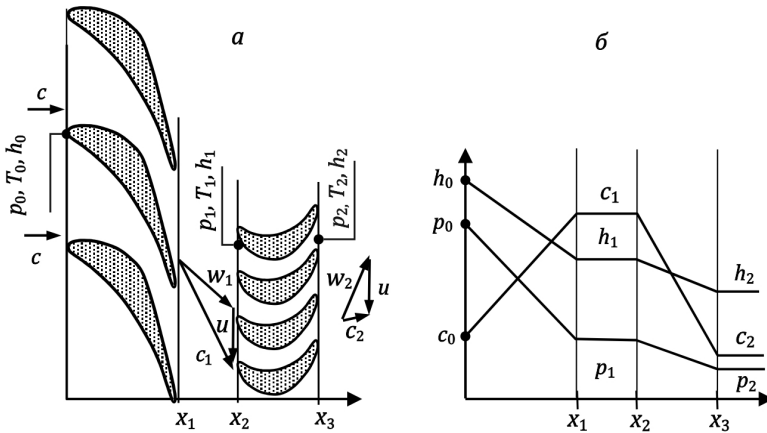 а
c
p₀, T₀, h₀
c
p₁, T₁, h₁
p₂, T₂, h₂
w₁
u
c₁
w₂
u
c₂
x₁
x₂
x₃
б
h₀
p₀
c₀
c₁
h₁
p₁
h₂
c₂
p₂
x₁
x₂
x₃